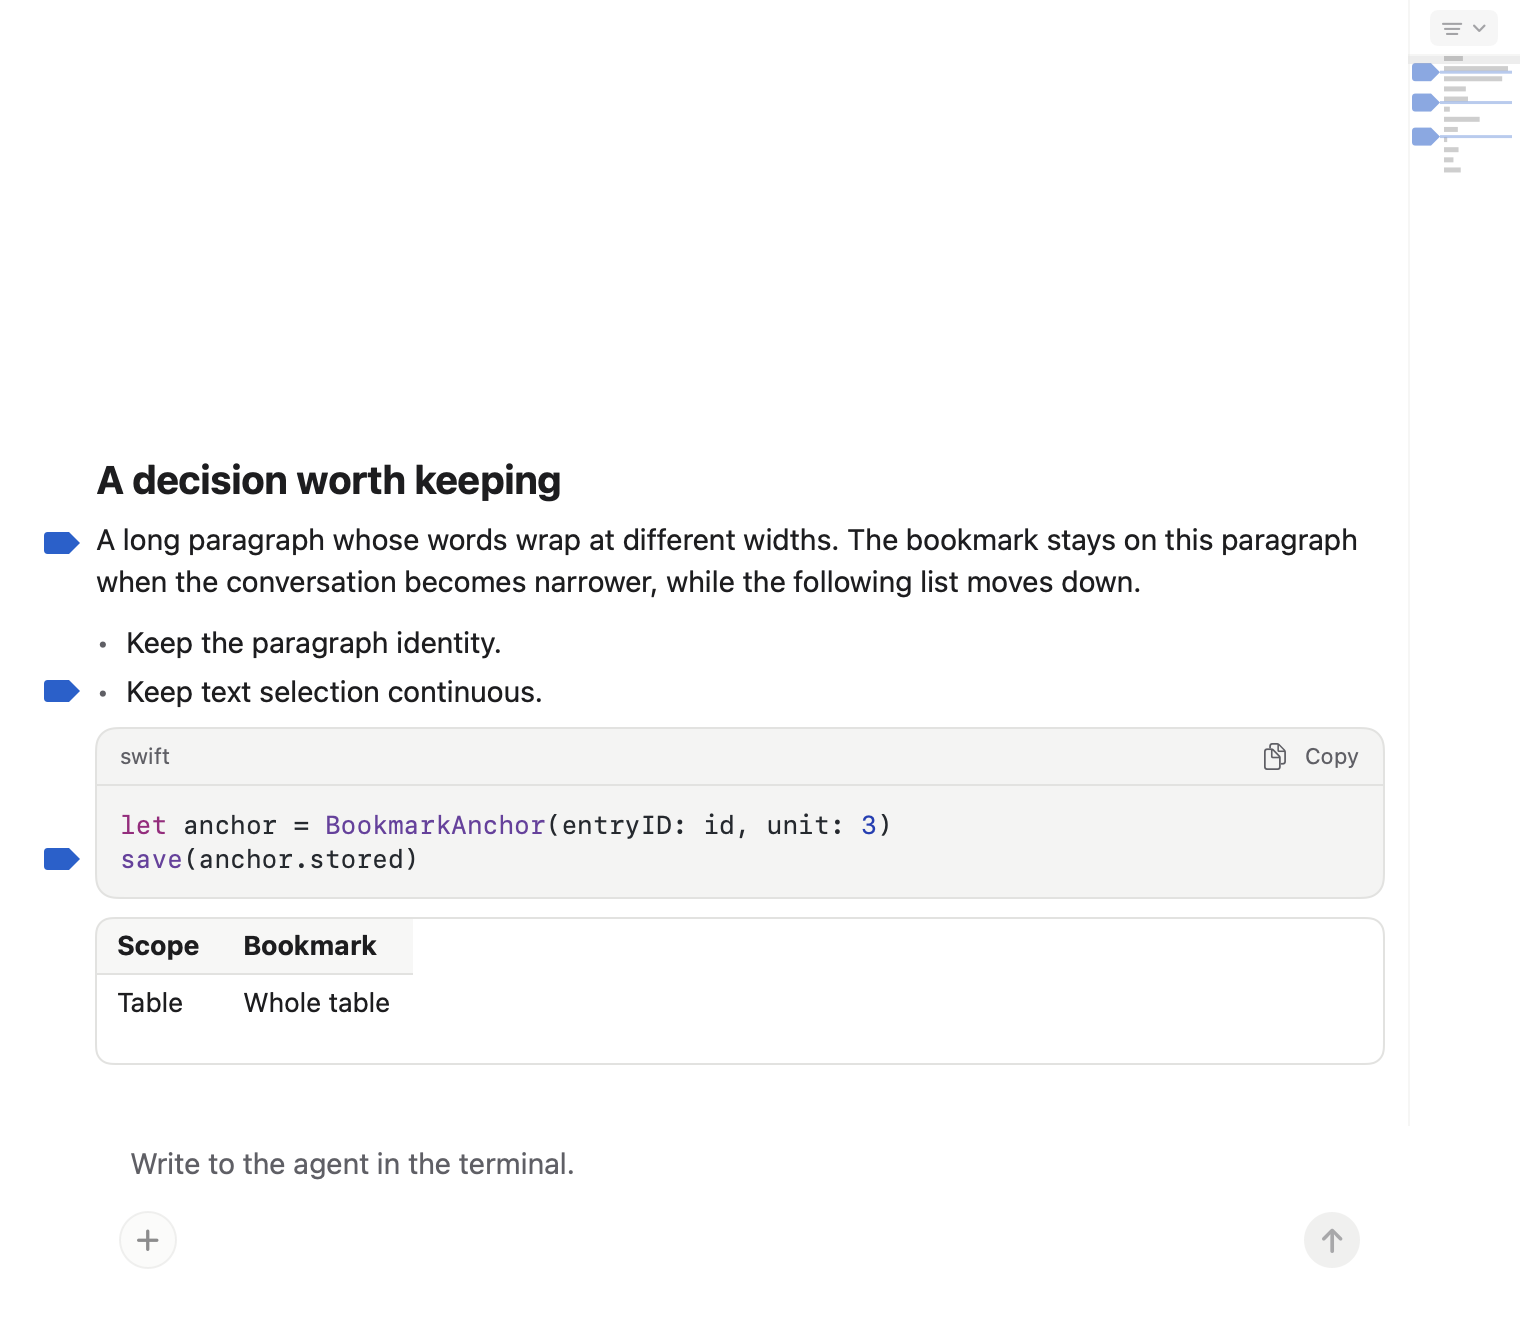 A decision worth keeping
A long paragraph whose words wrap at different widths. The bookmark stays on this paragraph
when the conversation becomes narrower, while the following list moves down.
• Keep the paragraph identity.
• Keep text selection continuous.
swift Copy
let anchor = BookmarkAnchor(entryID: id, unit: 3)
save(anchor.stored)
Scope Bookmark
Table Whole table
Write to the agent in the terminal.